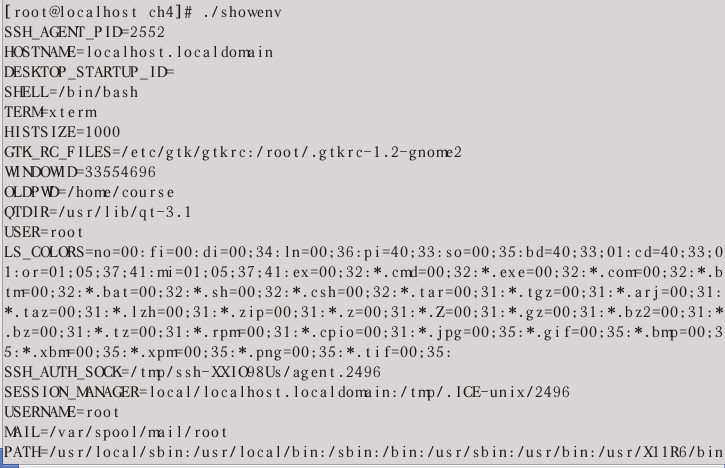 [root@localhost ch4]# ./showenv
SSH_AGENT_PID=2552
HOSTNAME=localhost.localdomain
DESKTOP_STARTUP_ID=
SHELL=/bin/bash
TERM=xterm
HISTSIZE=1000
GTK_RC_FILES=/etc/gtk/gtkrc:/root/.gtkrc-1.2-gnome2
WINDOWID=33554696
OLDPWD=/home/course
QTDIR=/usr/lib/qt-3.1
USER=root
LS_COLORS=no=00:fi=00:di=00;34:ln=00;36:pi=40;33:so=00;35:bd=40;33;01:cd=40;33;0
1:or=01;05;37;41:mi=01;05;37;41:ex=00;32:*.cmd=00;32:*.exe=00;32:*.com=00;32:*.b
tm=00;32:*.bat=00;32:*.sh=00;32:*.csh=00;32:*.tar=00;31:*.tgz=00;31:*.arj=00;31:
*.taz=00;31:*.lzh=00;31:*.zip=00;31:*.z=00;31:*.Z=00;31:*.gz=00;31:*.bz2=00;31:*
.bz=00;31:*.tz=00;31:*.rpm=00;31:*.cpio=00;31:*.jpg=00;35:*.gif=00;35:*.bmp=00;3
5:*.xbm=00;35:*.xpm=00;35:*.png=00;35:*.tif=00;35:
SSH_AUTH_SOCK=/tmp/ssh-XXIO98Us/agent.2496
SESSION_MANAGER=local/localhost.localdomain:/tmp/.ICE-unix/2496
USERNAME=root
MAIL=/var/spool/mail/root
PATH=/usr/local/sbin:/usr/local/bin:/sbin:/bin:/usr/sbin:/usr/bin:/usr/X11R6/bin